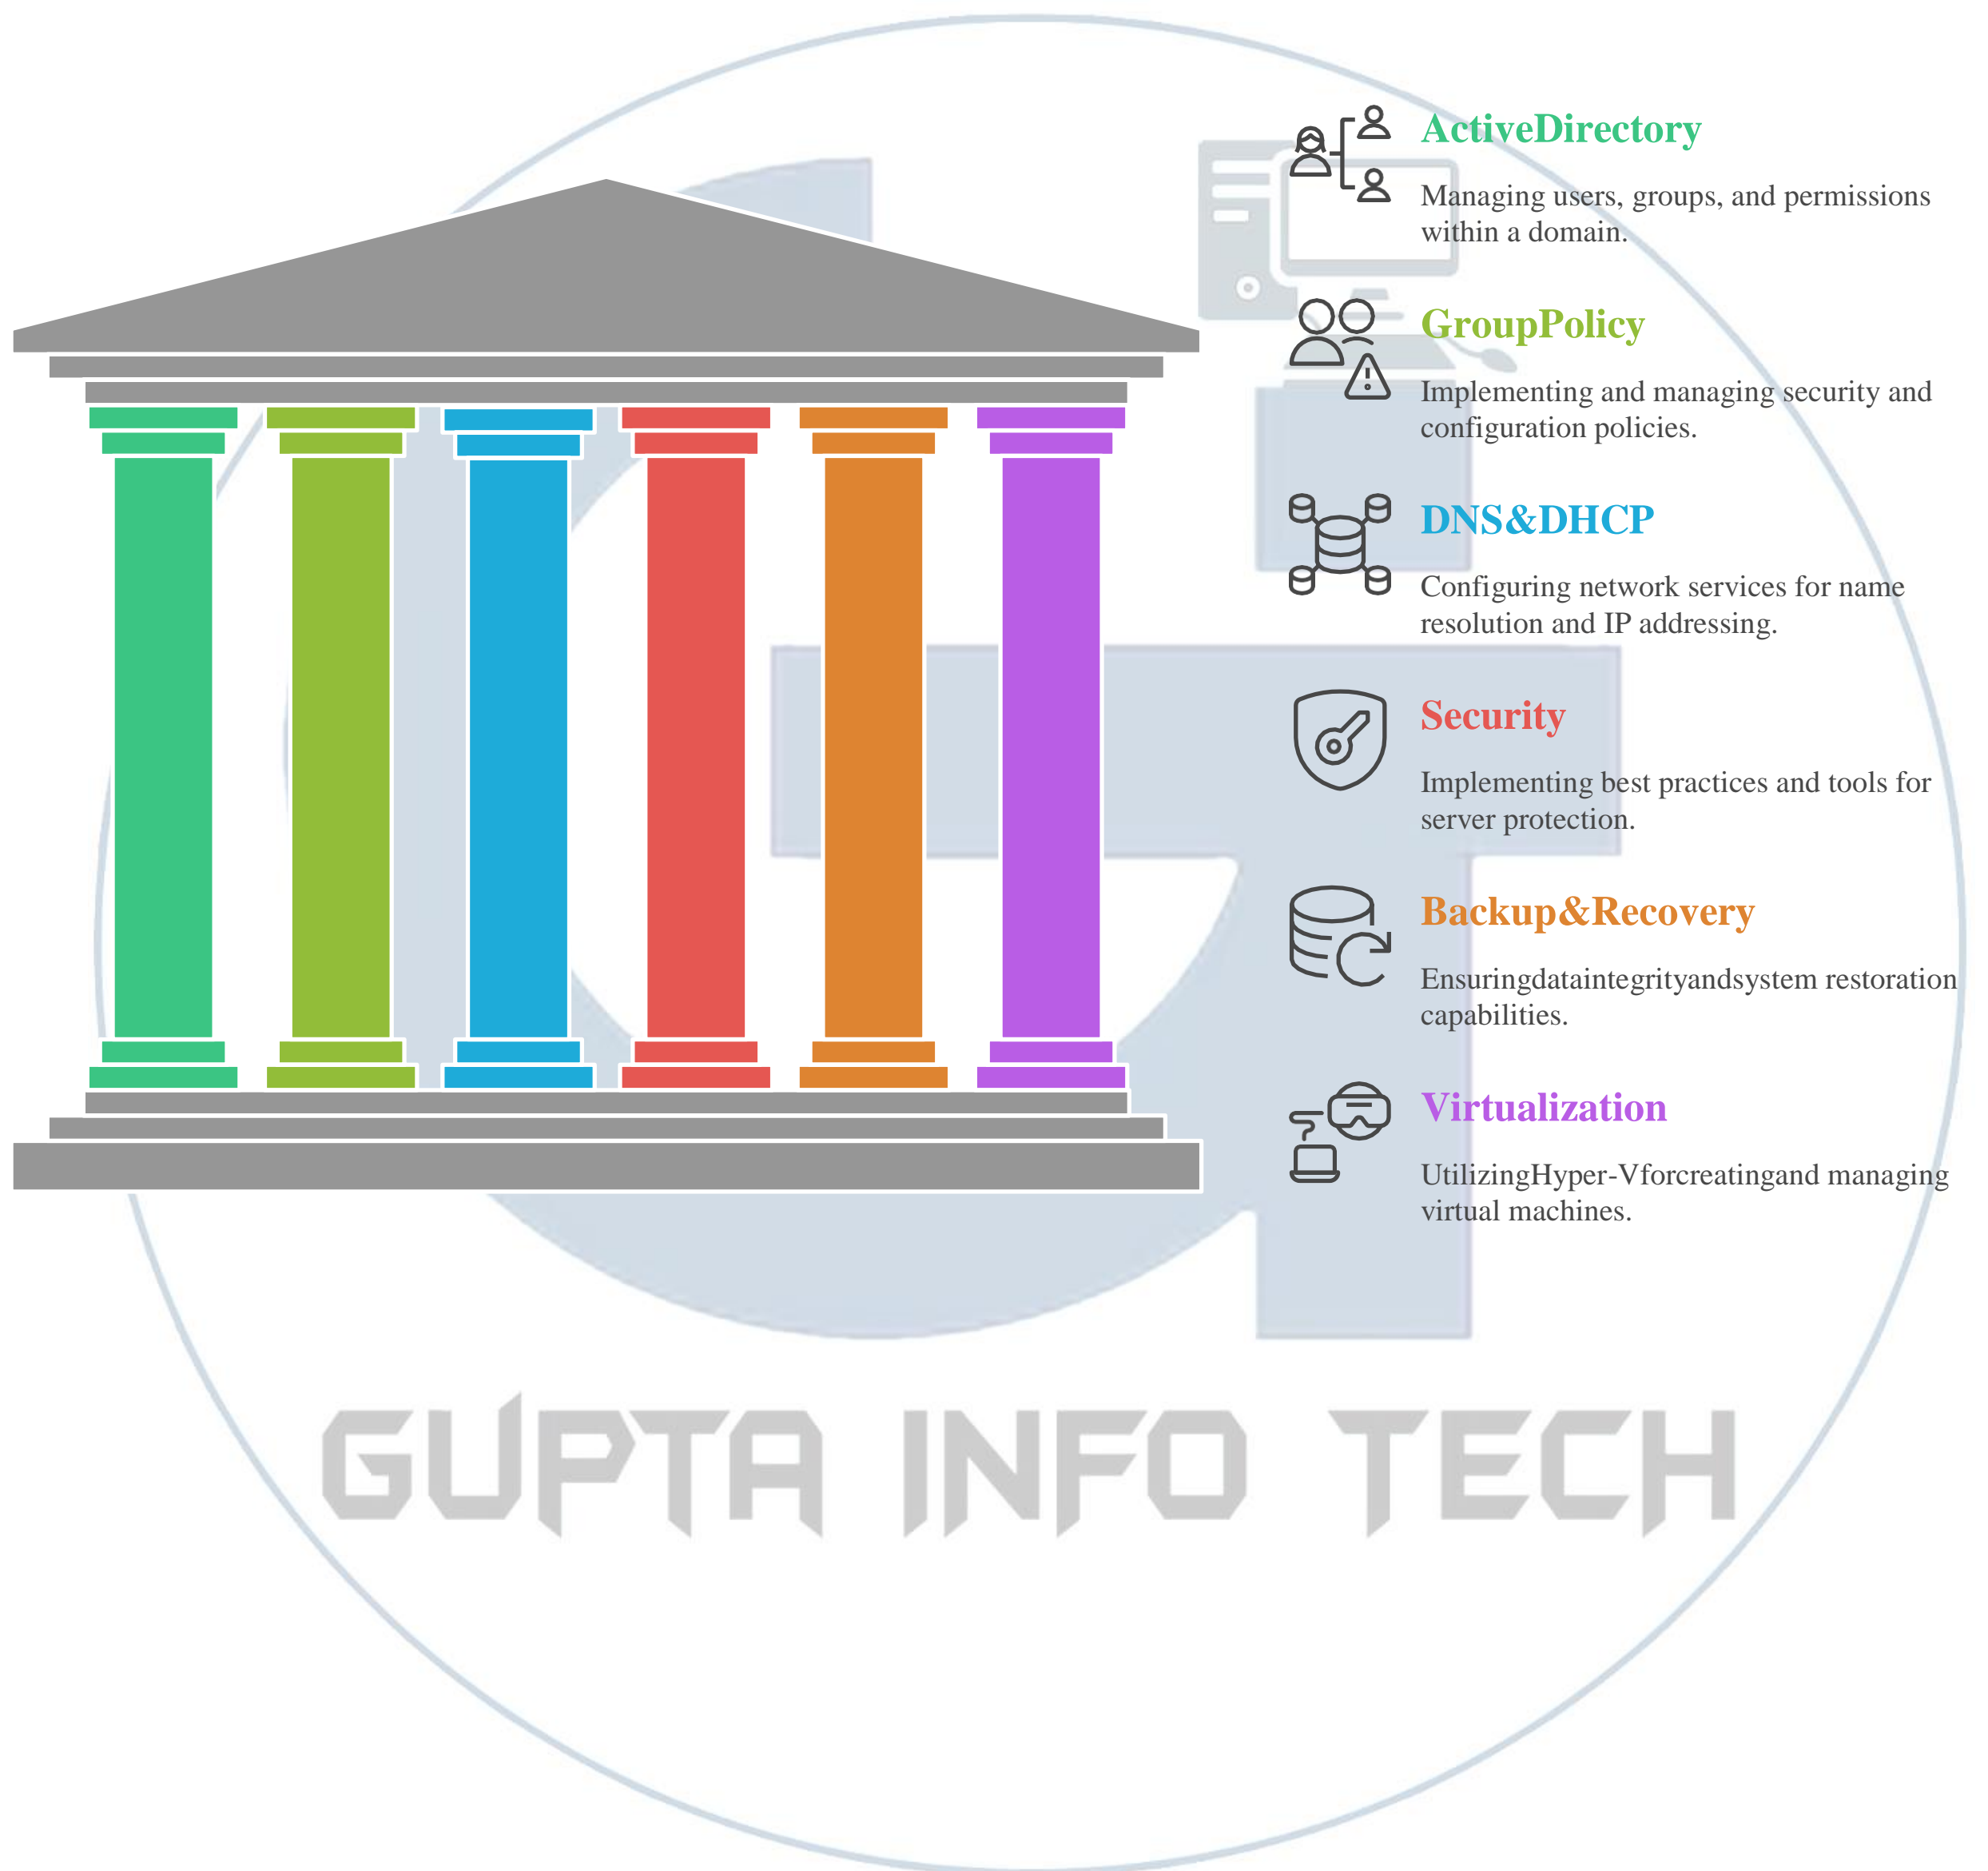 ActiveDirectory
Managing users, groups, and permissions
within a domain.
GroupPolicy
Implementing and managing security and
configuration policies.
DNS&DHCP
Configuring network services for name
resolution and IP addressing.
Security
Implementing best practices and tools for
server protection.
Backup&Recovery
Ensuringdataintegrityandsystem restoration
capabilities.
Virtualization
UtilizingHyper-Vforcreatingand managing
virtual machines.
GUPTA INFO TECH